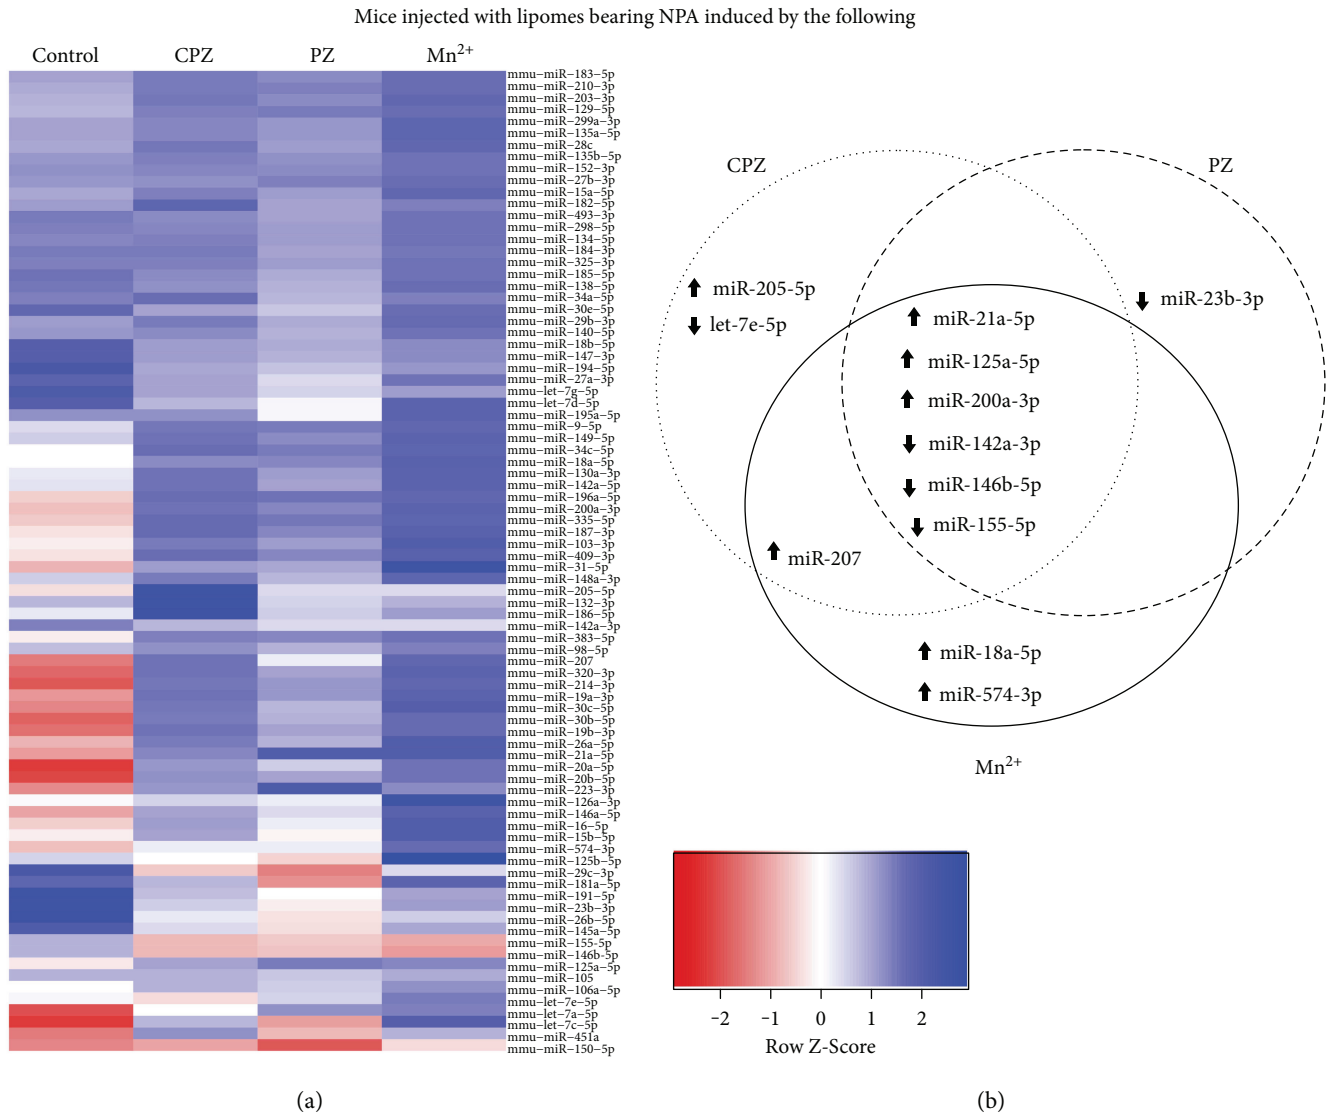 Mice injected with lipomes bearing NPA induced by the following
Control CPZ PZ Mn2+
mmu-miR-183-5p
mmu-miR-210-3p
mmu-miR-203-3p
mmu-miR-129-5p
mmu-miR-299a-3p
mmu-miR-135a-5p
mmu-miR-28c
mmu-miR-135b-5p
mmu-miR-152-3p
mmu-miR-27b-3p
mmu-miR-15a-5p
mmu-miR-182-5p
mmu-miR-493-3p
mmu-miR-298-5p
mmu-miR-134-5p
mmu-miR-184-3p
mmu-miR-325-3p
mmu-miR-185-5p
mmu-miR-138-5p
mmu-miR-34a-5p
mmu-miR-30e-5p
mmu-miR-29b-3p
mmu-miR-140-5p
mmu-miR-18b-5p
mmu-miR-147-3p
mmu-miR-194-5p
mmu-miR-27a-3p
mmu-let-7g-5p
mmu-let-7d-5p
mmu-miR-195a-5p
mmu-miR-9-5p
mmu-miR-149-5p
mmu-miR-34c-5p
mmu-miR-18a-5p
mmu-miR-130a-3p
mmu-miR-142a-5p
mmu-miR-196a-5p
mmu-miR-200a-3p
mmu-miR-335-5p
mmu-miR-187-3p
mmu-miR-103-3p
mmu-miR-409-3p
mmu-miR-31-5p
mmu-miR-148a-3p
mmu-miR-205-5p
mmu-miR-132-3p
mmu-miR-186-5p
mmu-miR-142a-3p
mmu-miR-383-5p
mmu-miR-98-5p
mmu-miR-207
mmu-miR-320-3p
mmu-miR-214-3p
mmu-miR-19a-3p
mmu-miR-30c-5p
mmu-miR-30b-5p
mmu-miR-19b-3p
mmu-miR-26a-5p
mmu-miR-21a-5p
mmu-miR-20a-5p
mmu-miR-20b-5p
mmu-miR-223-3p
mmu-miR-126a-3p
mmu-miR-146a-5p
mmu-miR-16-5p
mmu-miR-15b-5p
mmu-miR-574-3p
mmu-miR-125b-5p
mmu-miR-29c-3p
mmu-miR-181a-5p
mmu-miR-191-5p
mmu-miR-23b-3p
mmu-miR-26b-5p
mmu-miR-145a-5p
mmu-miR-155-5p
mmu-miR-146b-5p
mmu-miR-125a-5p
mmu-miR-105
mmu-miR-106a-5p
mmu-let-7e-5p
mmu-let-7a-5p
mmu-let-7c-5p
mmu-miR-451a
mmu-miR-150-5p
(a)
CPZ
PZ
miR-205-5p
let-7e-5p
miR-23b-3p
miR-21a-5p
miR-125a-5p
miR-200a-3p
miR-142a-3p
miR-146b-5p
miR-155-5p
miR-207
miR-18a-5p
miR-574-3p
Mn2+
-2 -1 0 1 2
Row Z-Score
(b)